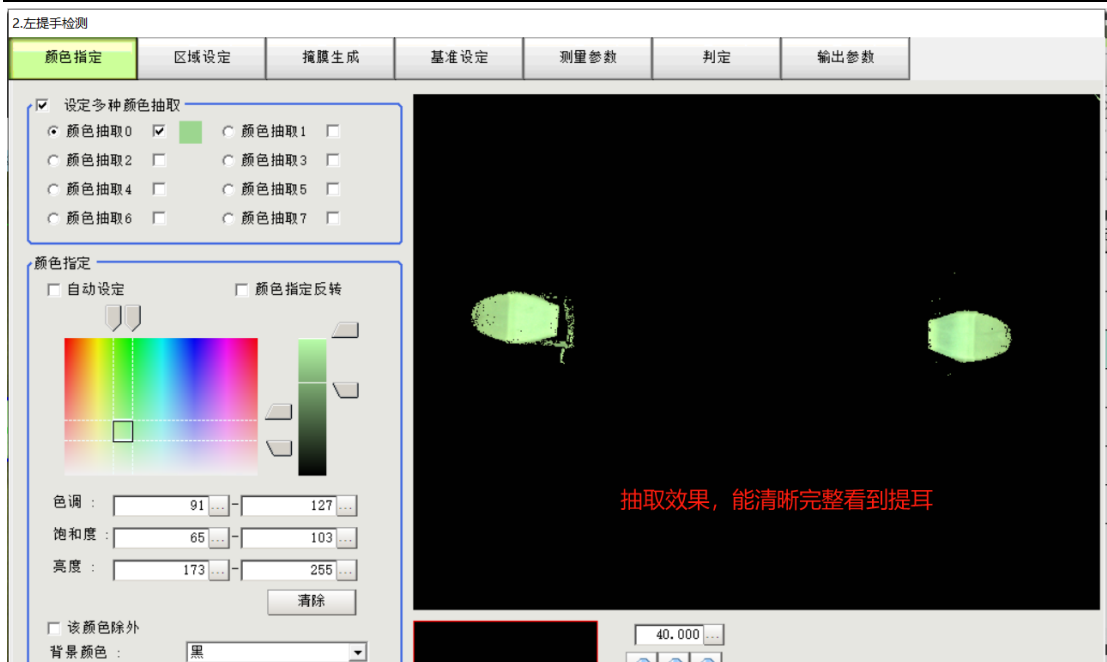 2.左提手检测
颜色指定 区域设定 掩膜生成 基准设定 测量参数 判定 输出参数
设定多种颜色抽取
颜色抽取0 颜色抽取1
颜色抽取2 颜色抽取3
颜色抽取4 颜色抽取5
颜色抽取6 颜色抽取7
颜色指定
自动设定 颜色指定反转
色调 : 91 ... - 127 ...
饱和度 : 65 ... - 103 ...
亮度 : 173 ... - 255 ...
清除
该颜色除外
背景颜色 : 黑
抽取效果，能清晰完整看到提耳
40.000 ...